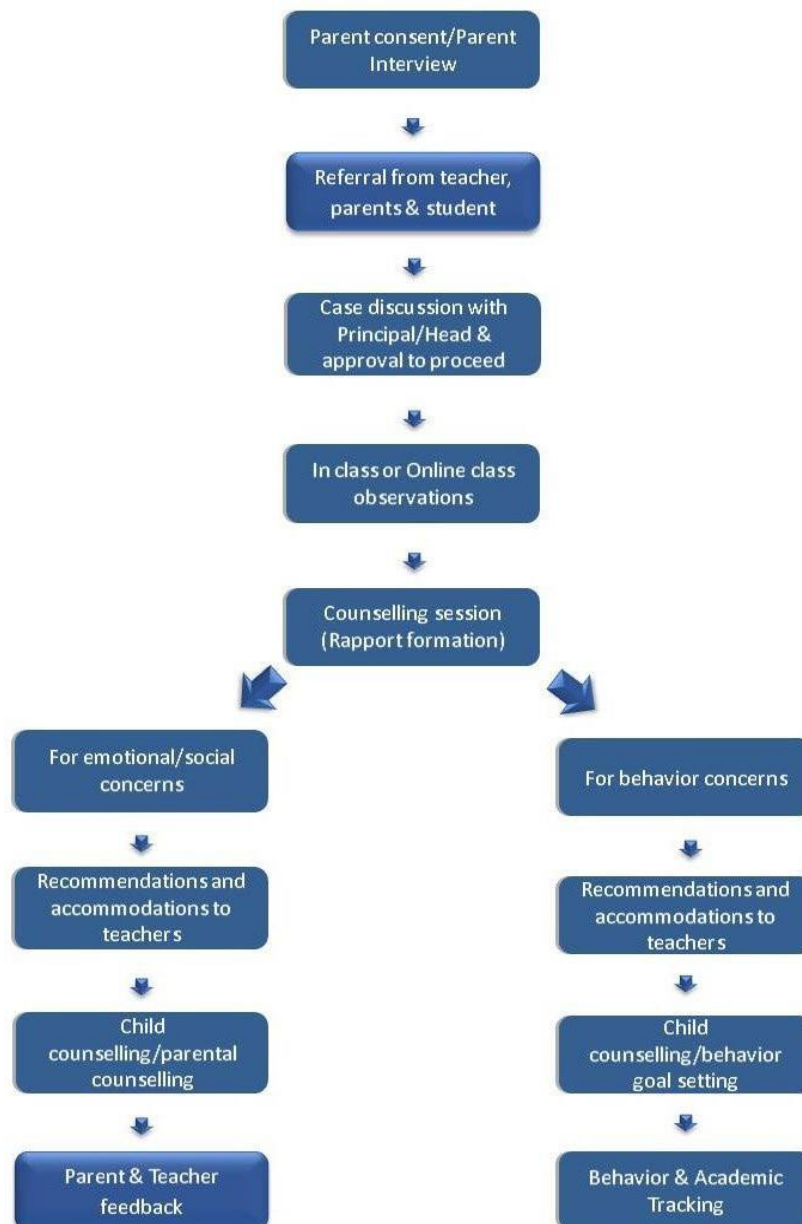 Parent consent/Parent
Interview
Referral from teacher,
parents & student
Case discussion with
Principal/Head &
approval to proceed
In class or Online class
observations
Counselling session
(Rapport formation)
For emotional/social
concerns
Recommendations and
accommodations to
teachers
Child
counselling/parental
counselling
Parent & Teacher
feedback
For behavior concerns
Recommendations and
accommodations to
teachers
Child
counselling/behavior
goal setting
Behavior & Academic
Tracking